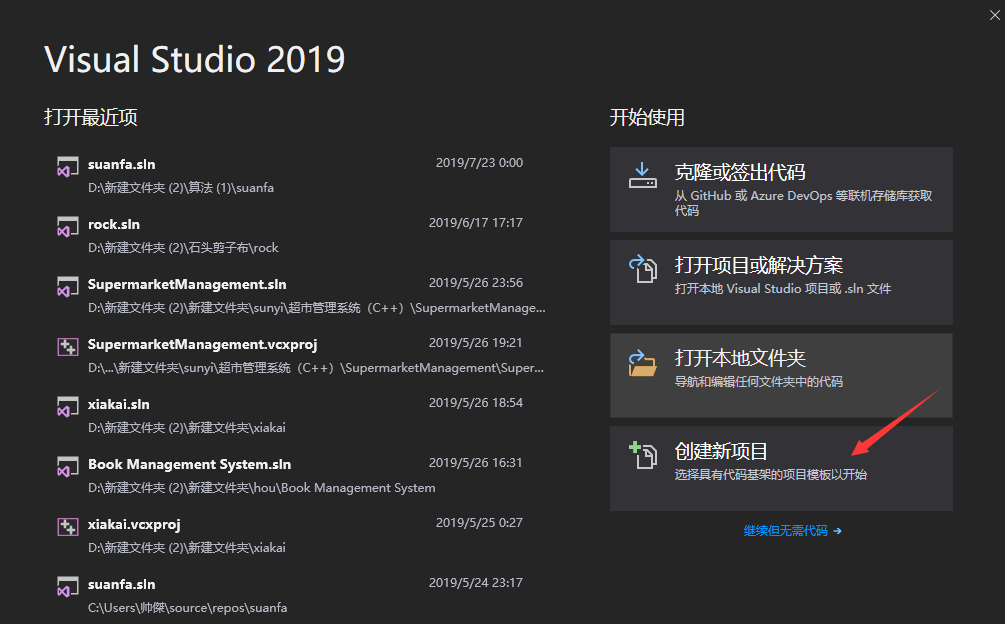 Visual Studio 2019
打开最近项
suanfa.sln
2019/7/23 0:00
D:\新建文件夹 (2)\算法 (1)\suanfa
rock.sln
2019/6/17 17:17
D:\新建文件夹 (2)\石头剪子布\rock
SupermarketManagement.sln
2019/5/26 23:56
D:\新建文件夹 (2)\新建文件夹\sunyi\超市管理系统（C++）\SupermarketManage...
SupermarketManagement.vcxproj
2019/5/26 19:21
D:\...\新建文件夹\sunyi\超市管理系统（C++）\SupermarketManagement\Super...
xiakai.sln
2019/5/26 18:54
D:\新建文件夹 (2)\新建文件夹\xiakai
Book Management System.sln
2019/5/26 16:31
D:\新建文件夹 (2)\新建文件夹\hou\Book Management System
xiakai.vcxproj
2019/5/25 0:27
D:\新建文件夹 (2)\新建文件夹\xiakai
suanfa.sln
2019/5/24 23:17
C:\Users\帅傑\source\repos\suanfa
开始使用
克隆或签出代码
从 GitHub 或 Azure DevOps 等联机存储库获取
代码
打开项目或解决方案
打开本地 Visual Studio 项目或 .sln 文件
打开本地文件夹
导航和编辑任何文件夹中的代码
创建新项目
选择具有代码基架的项目模板以开始
继续但无需代码